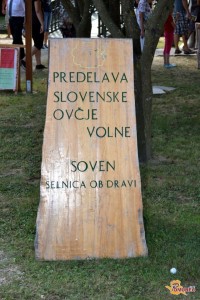 PREDELAVA
SLOVENSKE
OVČJE
VOLNE
SOVEN
SELNICA OB DRAVI